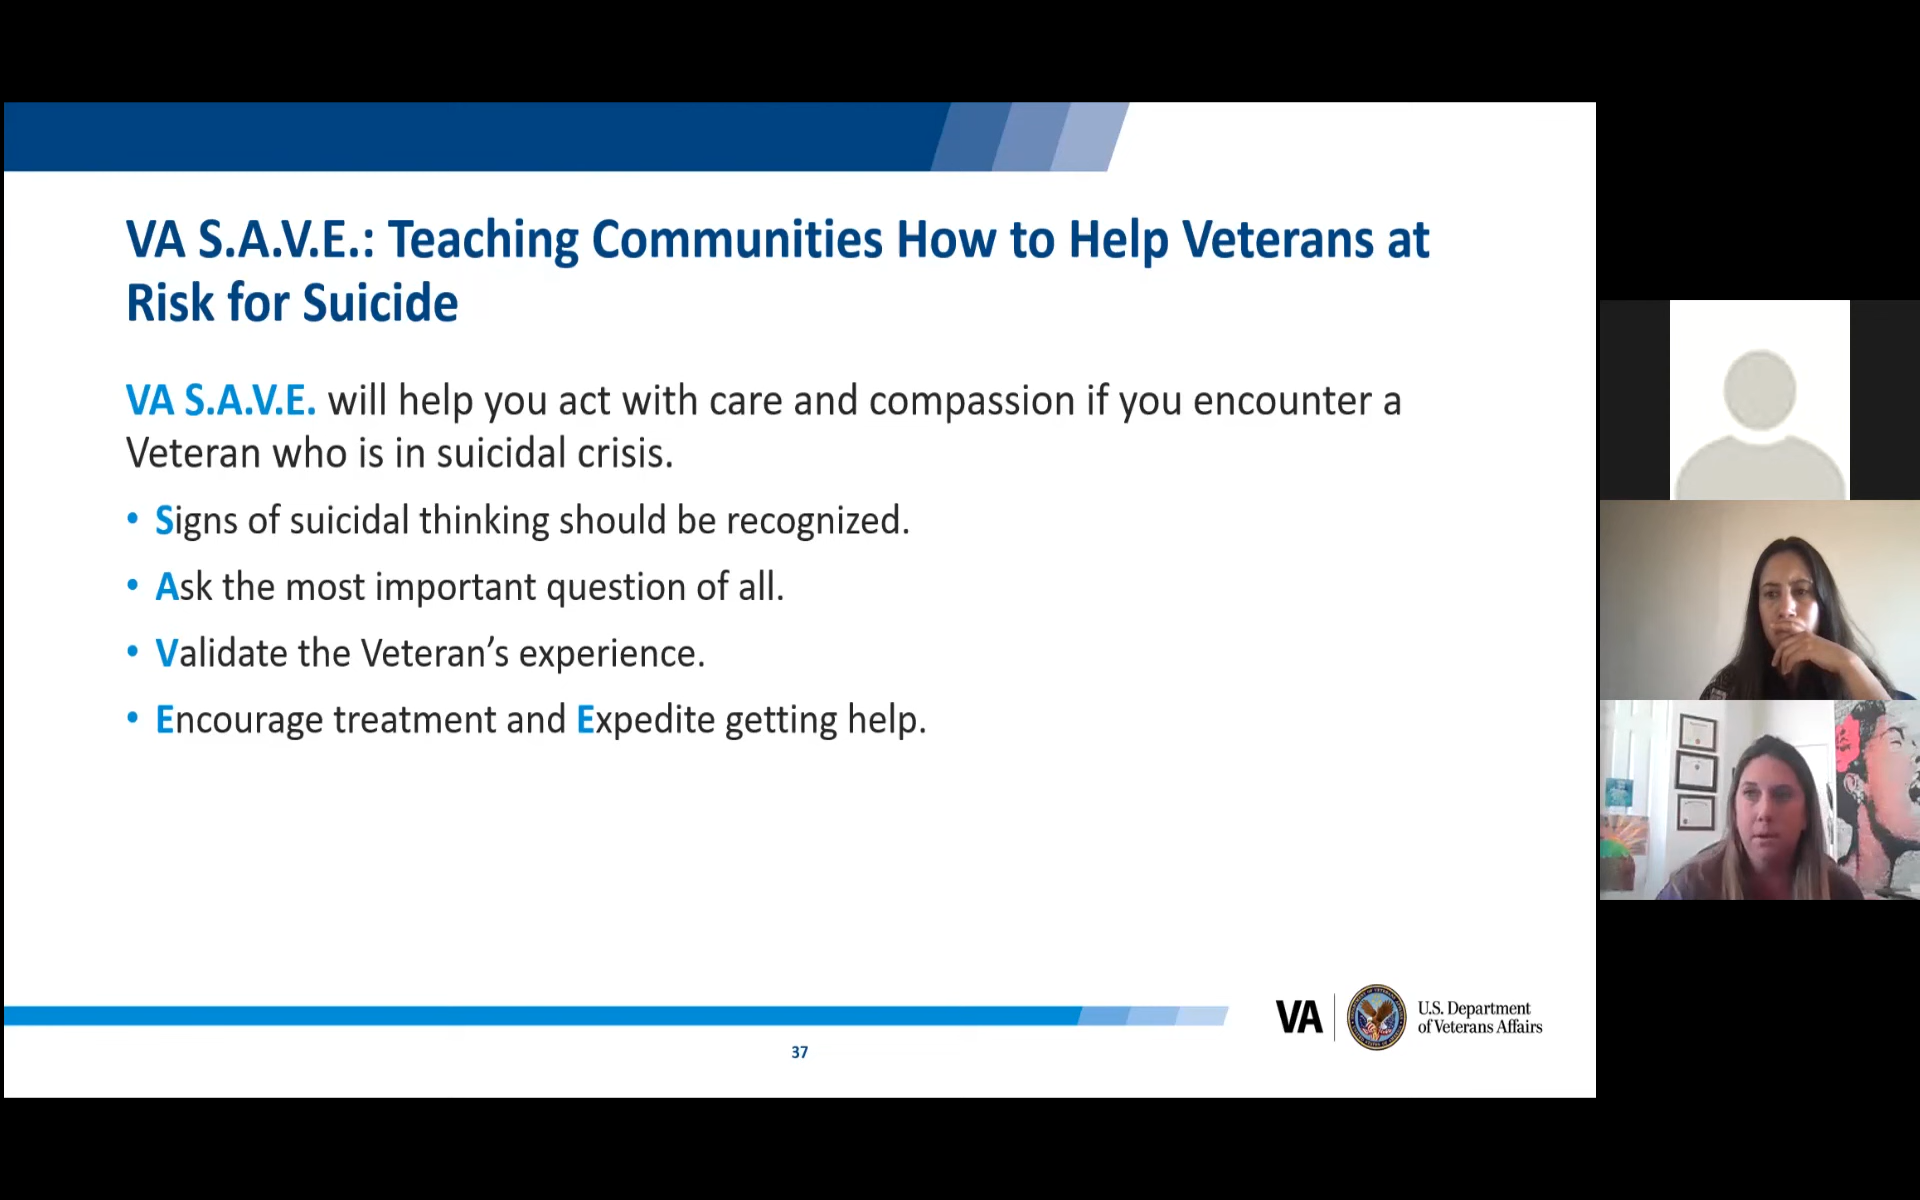 VA S.A.V.E.: Teaching Communities How to Help Veterans at
Risk for Suicide
VA S.A.V.E. will help you act with care and compassion if you encounter a
Veteran who is in suicidal crisis.
• Signs of suicidal thinking should be recognized.
• Ask the most important question of all.
• Validate the Veteran’s experience.
• Encourage treatment and Expedite getting help.
VA
U.S. Department
of Veterans Affairs
37